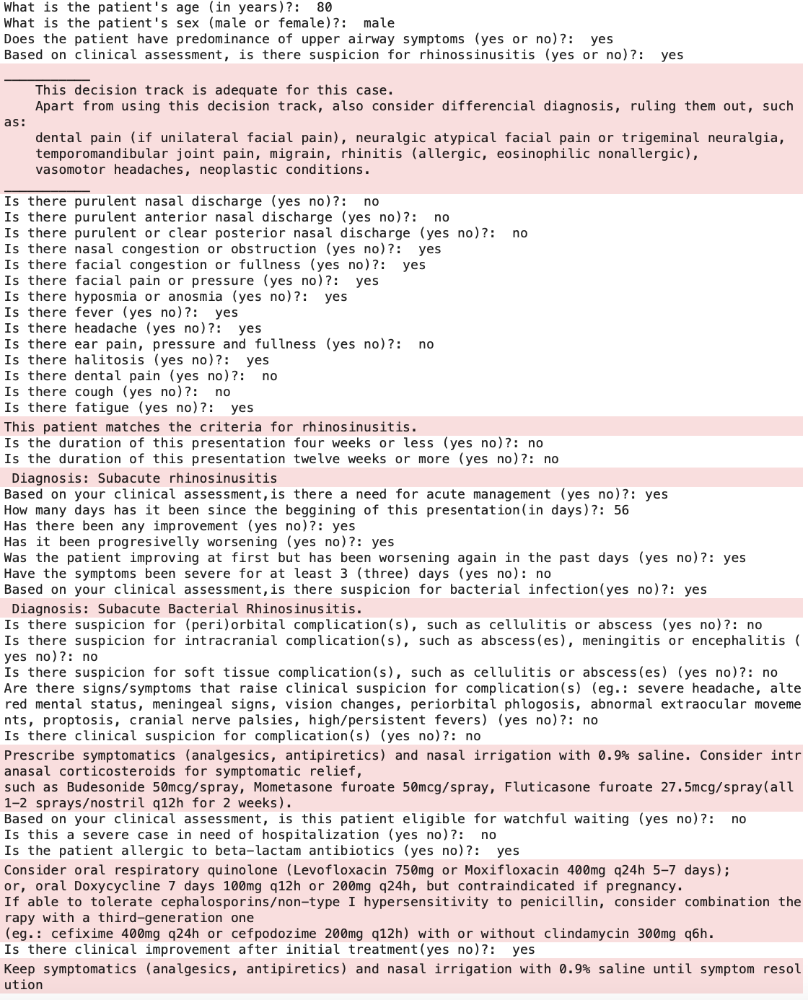 What is the patient's age (in years)?:  80
What is the patient's sex (male or female)?:  male
Does the patient have predominance of upper airway symptoms (yes or no)?:  yes
Based on clinical assessment, is there suspicion for rhinossinusitis (yes or no)?:  yes
___________
    This decision track is adequate for this case.
    Apart from using this decision track, also consider differencial diagnosis, ruling them out, such
as:
    dental pain (if unilateral facial pain), neuralgic atypical facial pain or trigeminal neuralgia,
    temporomandibular joint pain, migrain, rhinitis (allergic, eosinophilic nonallergic),
    vasomotor headaches, neoplastic conditions.
___________
Is there purulent nasal discharge (yes no)?:  no
Is there purulent anterior nasal discharge (yes no)?:  no
Is there purulent or clear posterior nasal discharge (yes no)?:  no
Is there nasal congestion or obstruction (yes no)?:  yes
Is there facial congestion or fullness (yes no)?:  yes
Is there facial pain or pressure (yes no)?:  yes
Is there hyposmia or anosmia (yes no)?:  yes
Is there fever (yes no)?:  yes
Is there headache (yes no)?:  yes
Is there ear pain, pressure and fullness (yes no)?:  no
Is there halitosis (yes no)?:  yes
Is there dental pain (yes no)?:  no
Is there cough (yes no)?:  no
Is there fatigue (yes no)?:  yes
This patient matches the criteria for rhinosinusitis.
Is the duration of this presentation four weeks or less (yes no)?: no
Is the duration of this presentation twelve weeks or more (yes no)?: no
 Diagnosis: Subacute rhinosinusitis
Based on your clinical assessment,is there a need for acute management (yes no)?: yes
How many days has it been since the beggining of this presentation(in days)?: 56
Has there been any improvement (yes no)?: yes
Has it been progresivelly worsening (yes no)?: yes
Was the patient improving at first but has been worsening again in the past days (yes no)?: yes
Have the symptoms been severe for at least 3 (three) days (yes no): no
Based on your clinical assessment,is there suspicion for bacterial infection(yes no)?: yes
 Diagnosis: Subacute Bacterial Rhinosinusitis.
Is there suspicion for (peri)orbital complication(s), such as cellulitis or abscess (yes no)?: no
Is there suspicion for intracranial complication(s), such as abscess(es), meningitis or encephalitis (
yes no)?: no
Is there suspicion for soft tissue complication(s), such as cellulitis or abscess(es) (yes no)?: no
Are there signs/symptoms that raise clinical suspicion for complication(s) (eg.: severe headache, alte
red mental status, meningeal signs, vision changes, periorbital phlogosis, abnormal extraocular moveme
nts, proptosis, cranial nerve palsies, high/persistent fevers) (yes no)?: no
Is there clinical suspicion for complication(s) (yes no)?: no
Prescribe symptomatics (analgesics, antipiretics) and nasal irrigation with 0.9% saline. Consider intr
anasal corticosteroids for symptomatic relief,
such as Budesonide 50mcg/spray, Mometasone furoate 50mcg/spray, Fluticasone furoate 27.5mcg/spray(all
1–2 sprays/nostril q12h for 2 weeks).
Based on your clinical assessment, is this patient eligible for watchful waiting (yes no)?:  no
Is this a severe case in need of hospitalization (yes no)?:  no
Is the patient allergic to beta-lactam antibiotics (yes no)?:  yes
Consider oral respiratory quinolone (Levofloxacin 750mg or Moxifloxacin 400mg q24h 5–7 days);
or, oral Doxycycline 7 days 100mg q12h or 200mg q24h, but contraindicated if pregnancy.
If able to tolerate cephalosporins/non-type I hypersensitivity to penicillin, consider combination the
rapy with a third-generation one
(eg.: cefixime 400mg q24h or cefpodozime 200mg q12h) with or without clindamycin 300mg q6h.
Is there clinical improvement after initial treatment(yes no)?:  yes
Keep symptomatics (analgesics, antipiretics) and nasal irrigation with 0.9% saline until symptom resol
ution